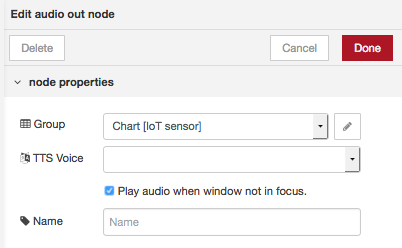 Edit audio out node
Delete Cancel Done
node properties
Group Chart [IoT sensor]
TTS Voice
Play audio when window not in focus.
Name Name